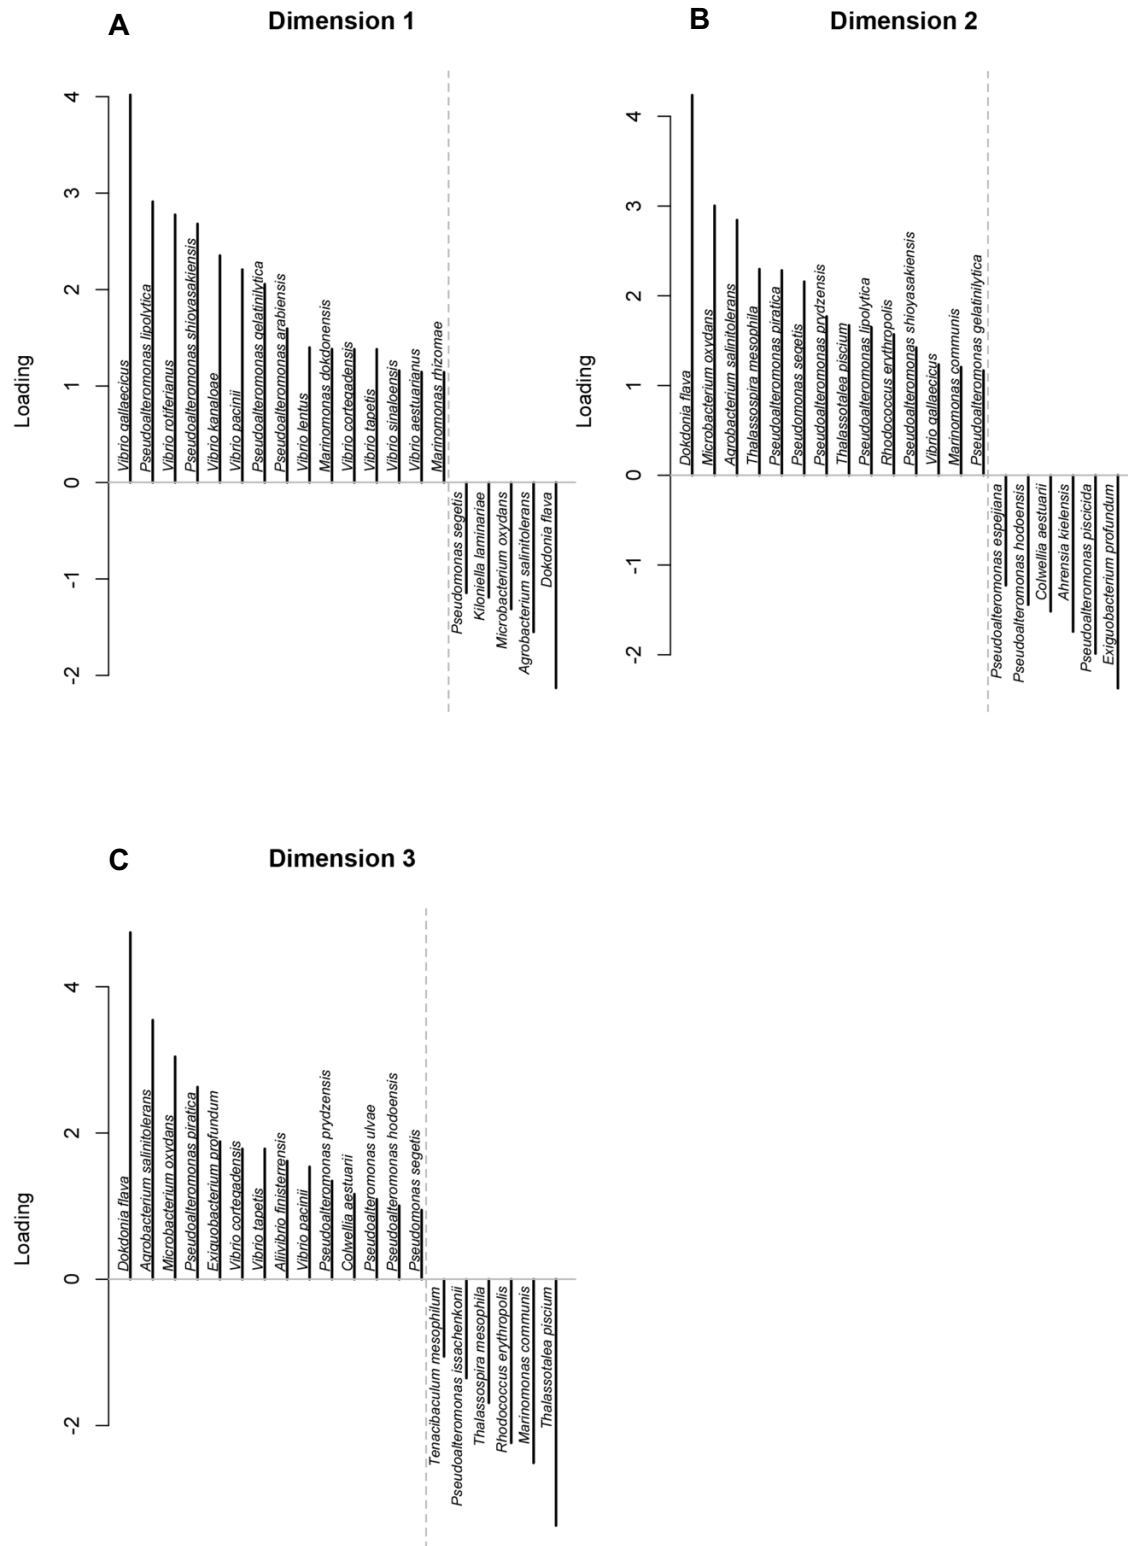 A
Dimension 1
Loading
4
3
2
1
0
-1
-2
Vibrio gallaecicus
Pseudoalteromonas lipolytica
Vibrio rotiferianus
Pseudoalteromonas shioyasakiensis
Vibrio kanaloae
Vibrio pacinii
Pseudoalteromonas gelatinilytica
Pseudoalteromonas arabiensis
Vibrio lentus
Marinomonas dokdonensis
Vibrio cortegadensis
Vibrio tapetis
Vibrio sinaloensis
Vibrio aestuarianus
Marinomonas rhizomae
Pseudomonas segetis
Kiloniella laminariae
Microbacterium oxydans
Agrobacterium salinitolerans
Dokdonia flava
B
Dimension 2
Loading
4
3
2
1
0
-1
-2
Dokdonia flava
Microbacterium oxydans
Agrobacterium salinitolerans
Thalassospira mesophila
Pseudoalteromonas piratica
Pseudomonas segetis
Pseudoalteromonas prydzensis
Thalassotalea piscium
Pseudoalteromonas lipolytica
Rhodococcus erythropolis
Pseudoalteromonas shioyasakiensis
Vibrio gallaecicus
Marinomonas communis
Pseudoalteromonas gelatinilytica
Pseudoalteromonas espejiana
Pseudoalteromonas hodoensis
Colwellia aestuarii
Ahrensia kielensis
Pseudoalteromonas piscicida
Exiguobacterium profundum
C
Dimension 3
Loading
4
2
0
-2
Dokdonia flava
Agrobacterium salinitolerans
Microbacterium oxydans
Pseudoalteromonas piratica
Exiguobacterium profundum
Vibrio cortegadensis
Vibrio tapetis
Aliivibrio finisterrensis
Vibrio pacinii
Pseudoalteromonas prydzensis
Colwellia aestuarii
Pseudoalteromonas ulvae
Pseudoalteromonas hodoensis
Pseudomonas segetis
Tenacibaculum mesophilum
Pseudoalteromonas issachenkonii
Thalassospira mesophila
Rhodococcus erythropolis
Marinomonas communis
Thalassotalea piscium